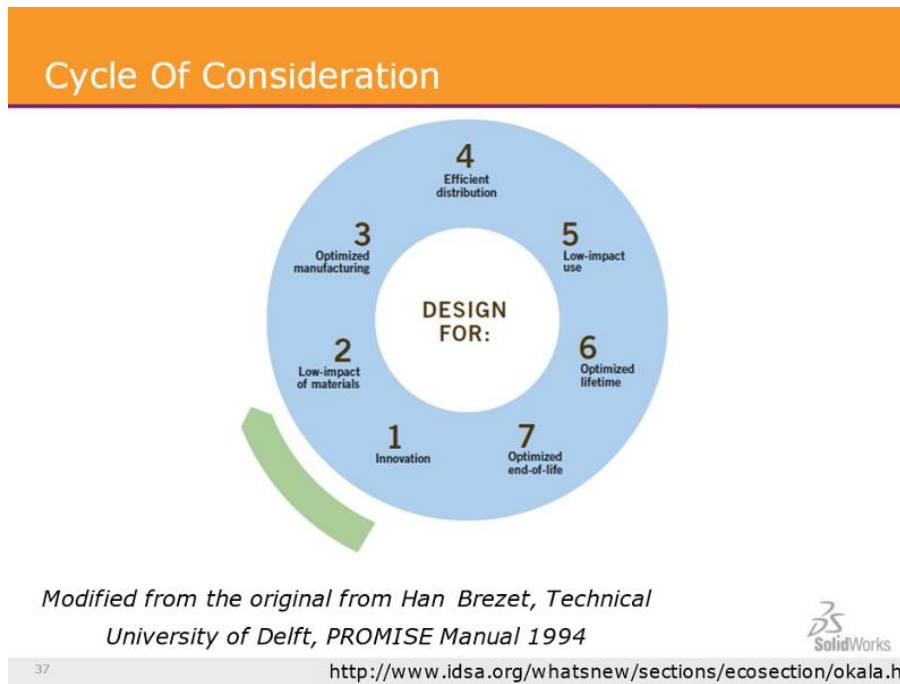 Cycle Of Consideration
4
Efficient
distribution
3
Optimized
manufacturing
5
Low-impact
use
DESIGN
FOR:
2
Low-impact
of materials
6
Optimized
lifetime
1
Innovation
7
Optimized
end-of-life
Modified from the original from Han Brezet, Technical
University of Delft, PROMISE Manual 1994
SolidWorks
37
http://www.idsa.org/whatsnew/sections/ecosection/okala.h